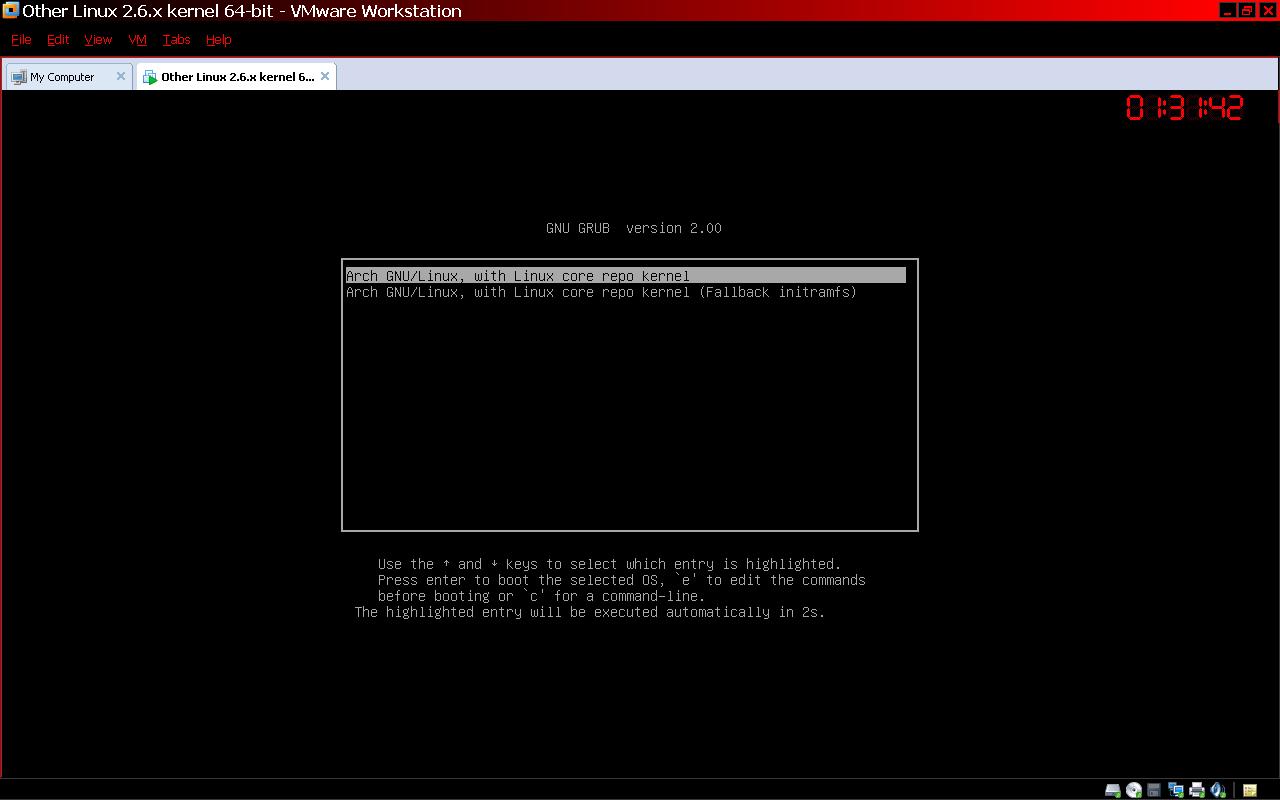 Other Linux 2.6.x kernel 64-bit - VMware Workstation
File Edit View VM Tabs Help
My Computer Other Linux 2.6.x kernel 6...
01:31:42
GNU GRUB version 2.00
Arch GNU/Linux, with Linux core repo kernel
Arch GNU/Linux, with Linux core repo kernel (Fallback initramfs)
Use the ↑ and ↓ keys to select which entry is highlighted.
Press enter to boot the selected OS, `e' to edit the commands
before booting or `c' for a command-line.
The highlighted entry will be executed automatically in 2s.